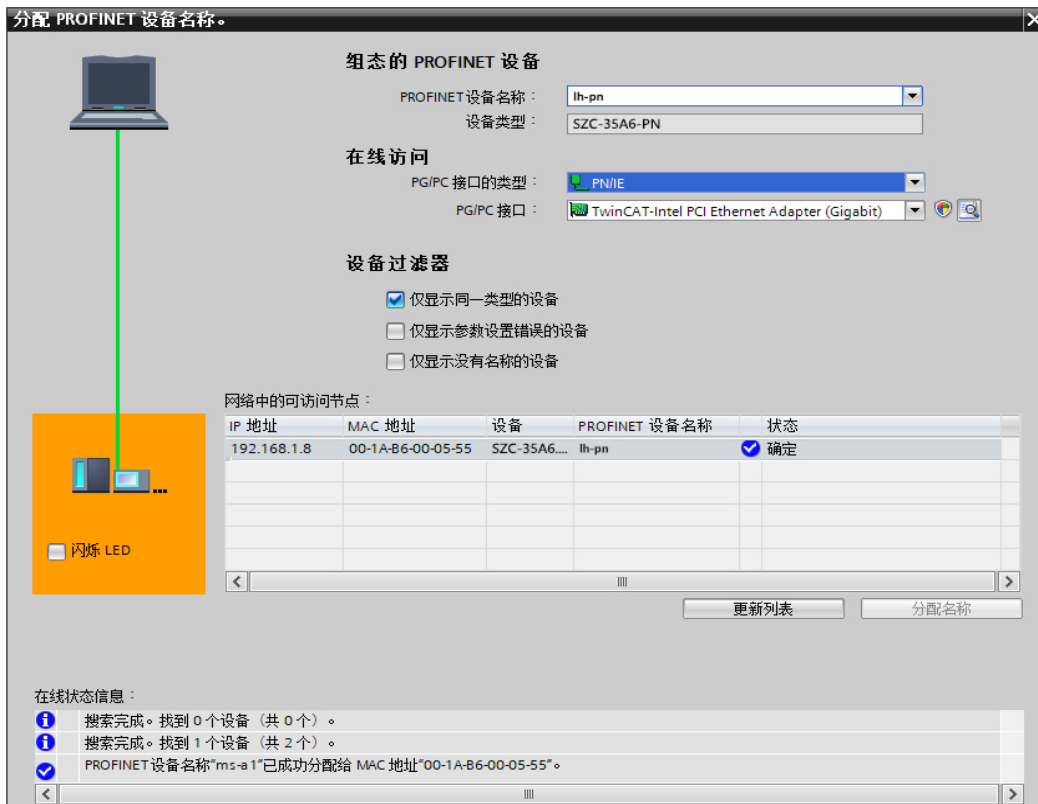 分配 PROFINET 设备名称。
组态的 PROFINET 设备
PROFINET设备名称： lh-pn
设备类型： SZC-35A6-PN
在线访问
PG/PC 接口的类型： PN/IE
PG/PC 接口： TwinCAT-Intel PCI Ethernet Adapter (Gigabit)
设备过滤器
仅显示同一类型的设备
仅显示参数设置错误的设备
仅显示没有名称的设备
网络中的可访问节点：
IP 地址 MAC 地址 设备 PROFINET 设备名称 状态
192.168.1.8 00-1A-B6-00-05-55 SZC-35A6.... lh-pn 确定
闪烁 LED
更新列表 分配名称
在线状态信息：
搜索完成。找到 0 个设备（共 0 个）。
搜索完成。找到 1 个设备（共 2 个）。
PROFINET设备名称"ms-a1"已成功分配给 MAC 地址"00-1A-B6-00-05-55"。